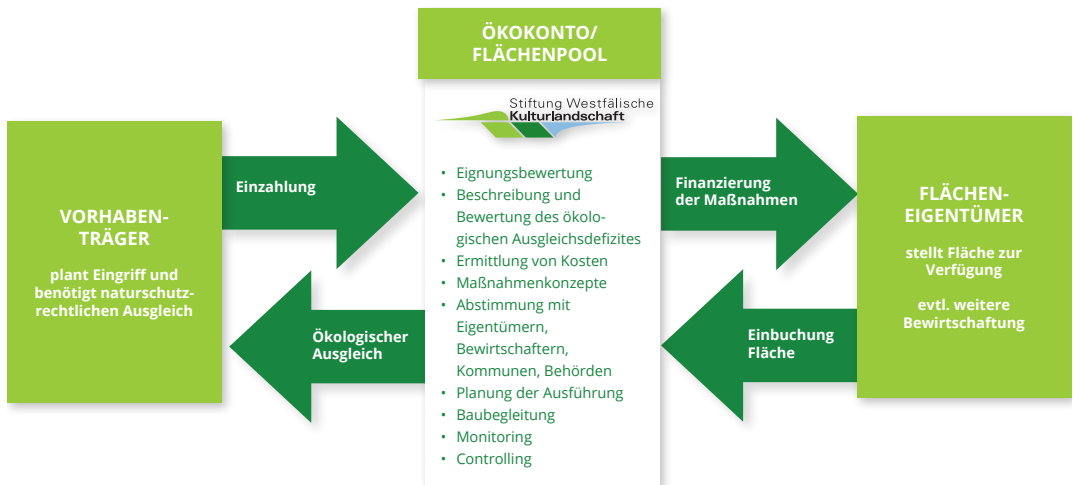 ÖKOKONTO/
FLÄCHENPOOL
Stiftung Westfälische
Kulturlandschaft
VORHABEN-
TRÄGER
plant Eingriff und
benötigt naturschutz-
rechtlichen Ausgleich
Einzahlung
Ökologischer
Ausgleich
• Eignungsbewertung
• Beschreibung und
Bewertung des ökolo-
gischen Ausgleichsdefizites
• Ermittlung von Kosten
• Maßnahmenkonzepte
• Abstimmung mit
Eigentümern,
Bewirtschaftern,
Kommunen, Behörden
• Planung der Ausführung
• Baubegleitung
• Monitoring
• Controlling
Finanzierung
der Maßnahmen
Einbuchung
Fläche
FLÄCHEN-
EIGENTÜMER
stellt Fläche zur
Verfügung
evtl. weitere
Bewirtschaftung